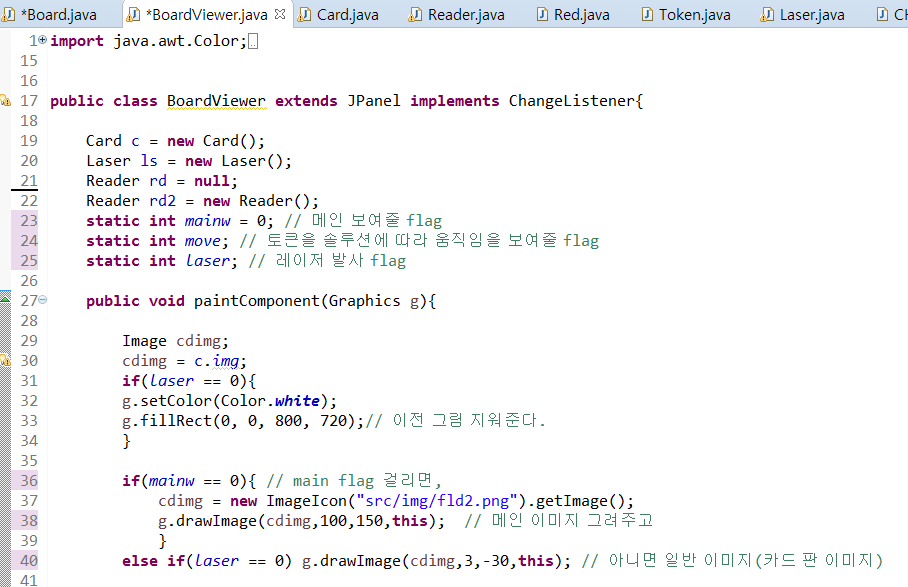 *Board.java *BoardViewer.java Card.java Reader.java Red.java Token.java Laser.java
1 import java.awt.Color;
15
16
17 public class BoardViewer extends JPanel implements ChangeListener{
18
19 Card c = new Card();
20 Laser ls = new Laser();
21 Reader rd = null;
22 Reader rd2 = new Reader();
23 static int mainw = 0; // 메인 보여줄 flag
24 static int move; // 토큰을 솔루션에 따라 움직임을 보여줄 flag
25 static int laser; // 레이저 발사 flag
26
27 public void paintComponent(Graphics g){
28
29 Image cdimg;
30 cdimg = c.img;
31 if(laser == 0){
32 g.setColor(Color.white);
33 g.fillRect(0, 0, 800, 720);// 이전 그림 지워준다.
34 }
35
36 if(mainw == 0){ // main flag 걸리면,
37 cdimg = new ImageIcon("src/img/fld2.png").getImage();
38 g.drawImage(cdimg,100,150,this); // 메인 이미지 그려주고
39 }
40 else if(laser == 0) g.drawImage(cdimg,3,-30,this); // 아니면 일반 이미지(카드 판 이미지)
41